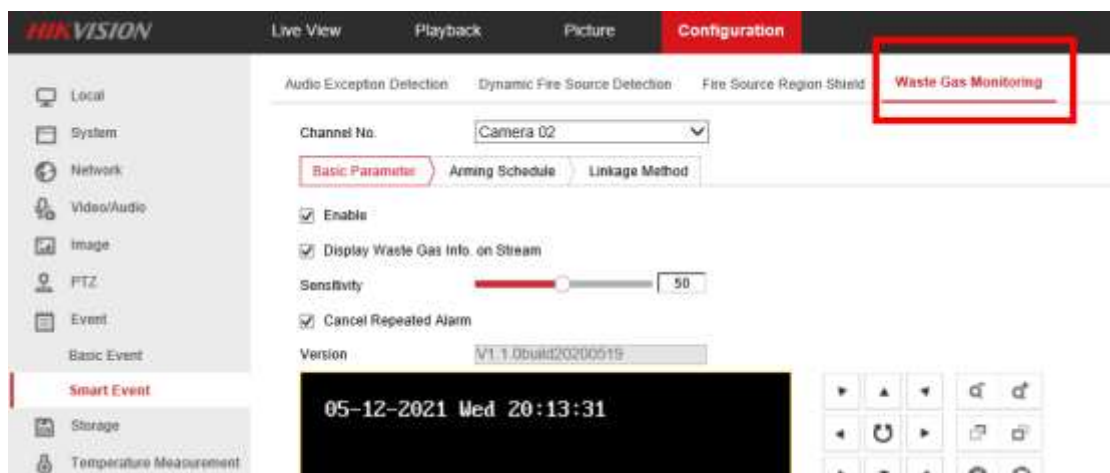 HIKVISION Live View Playback Picture Configuration
Audio Exception Detection Dynamic Fire Source Detection Fire Source Region Shield Waste Gas Monitoring
Local
System
Network
Video/Audio
Image
PTZ
Event
Basic Event
Smart Event
Storage
Temperature Measurement
Channel No. Camera 02
Basic Parameter Arming Schedule Linkage Method
Enable
Display Waste Gas Info. on Stream
Sensitivity 50
Cancel Repeated Alarm
Version V1.1.0build20200519
05-12-2021 Wed 20:13:31